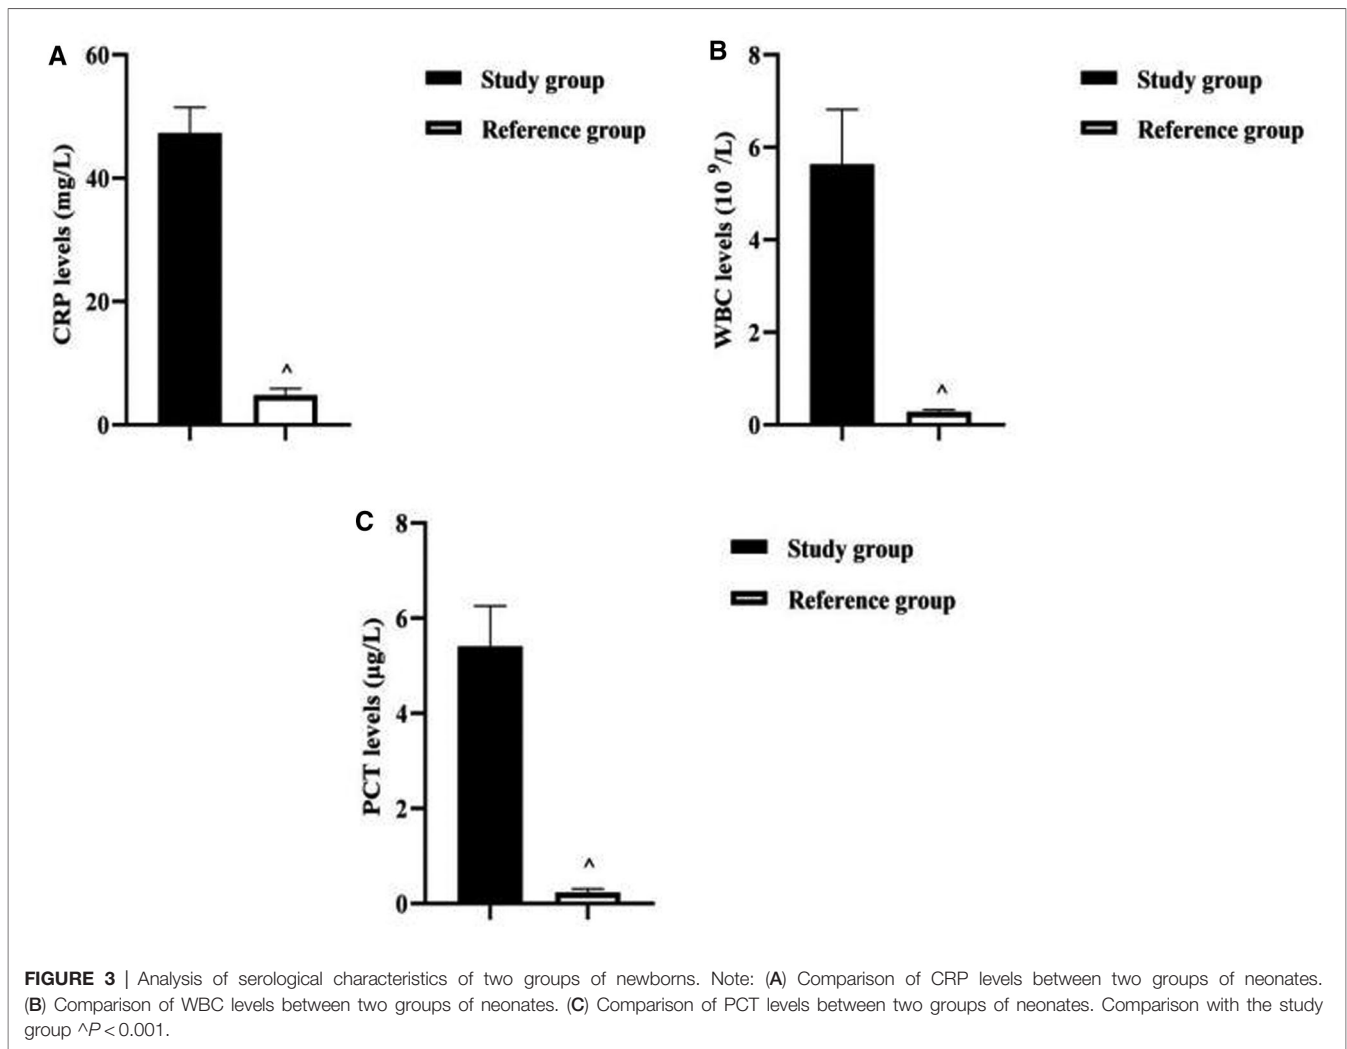 A
60
40
20
0
CRP levels (mg/L)
Study group
Reference group
^
B
8
6
4
2
0
WBC levels (10 9/L)
Study group
Reference group
^
C
8
6
4
2
0
PCT levels (µg/L)
Study group
Reference group
^
FIGURE 3 | Analysis of serological characteristics of two groups of newborns. Note: (A) Comparison of CRP levels between two groups of neonates.
(B) Comparison of WBC levels between two groups of neonates. (C) Comparison of PCT levels between two groups of neonates. Comparison with the study
group ^P < 0.001.